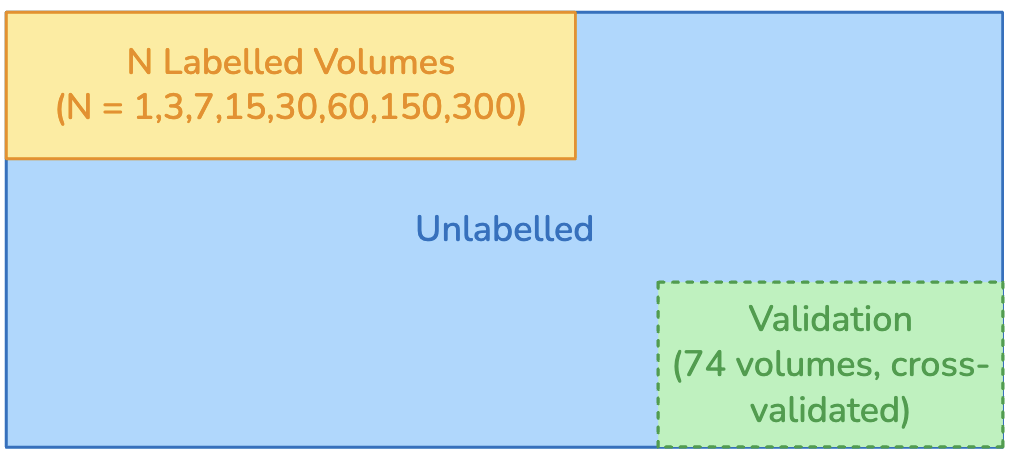 N Labelled Volumes
(N = 1,3,7,15,30,60,150,300)
Unlabelled
Validation
(74 volumes, cross-
validated)